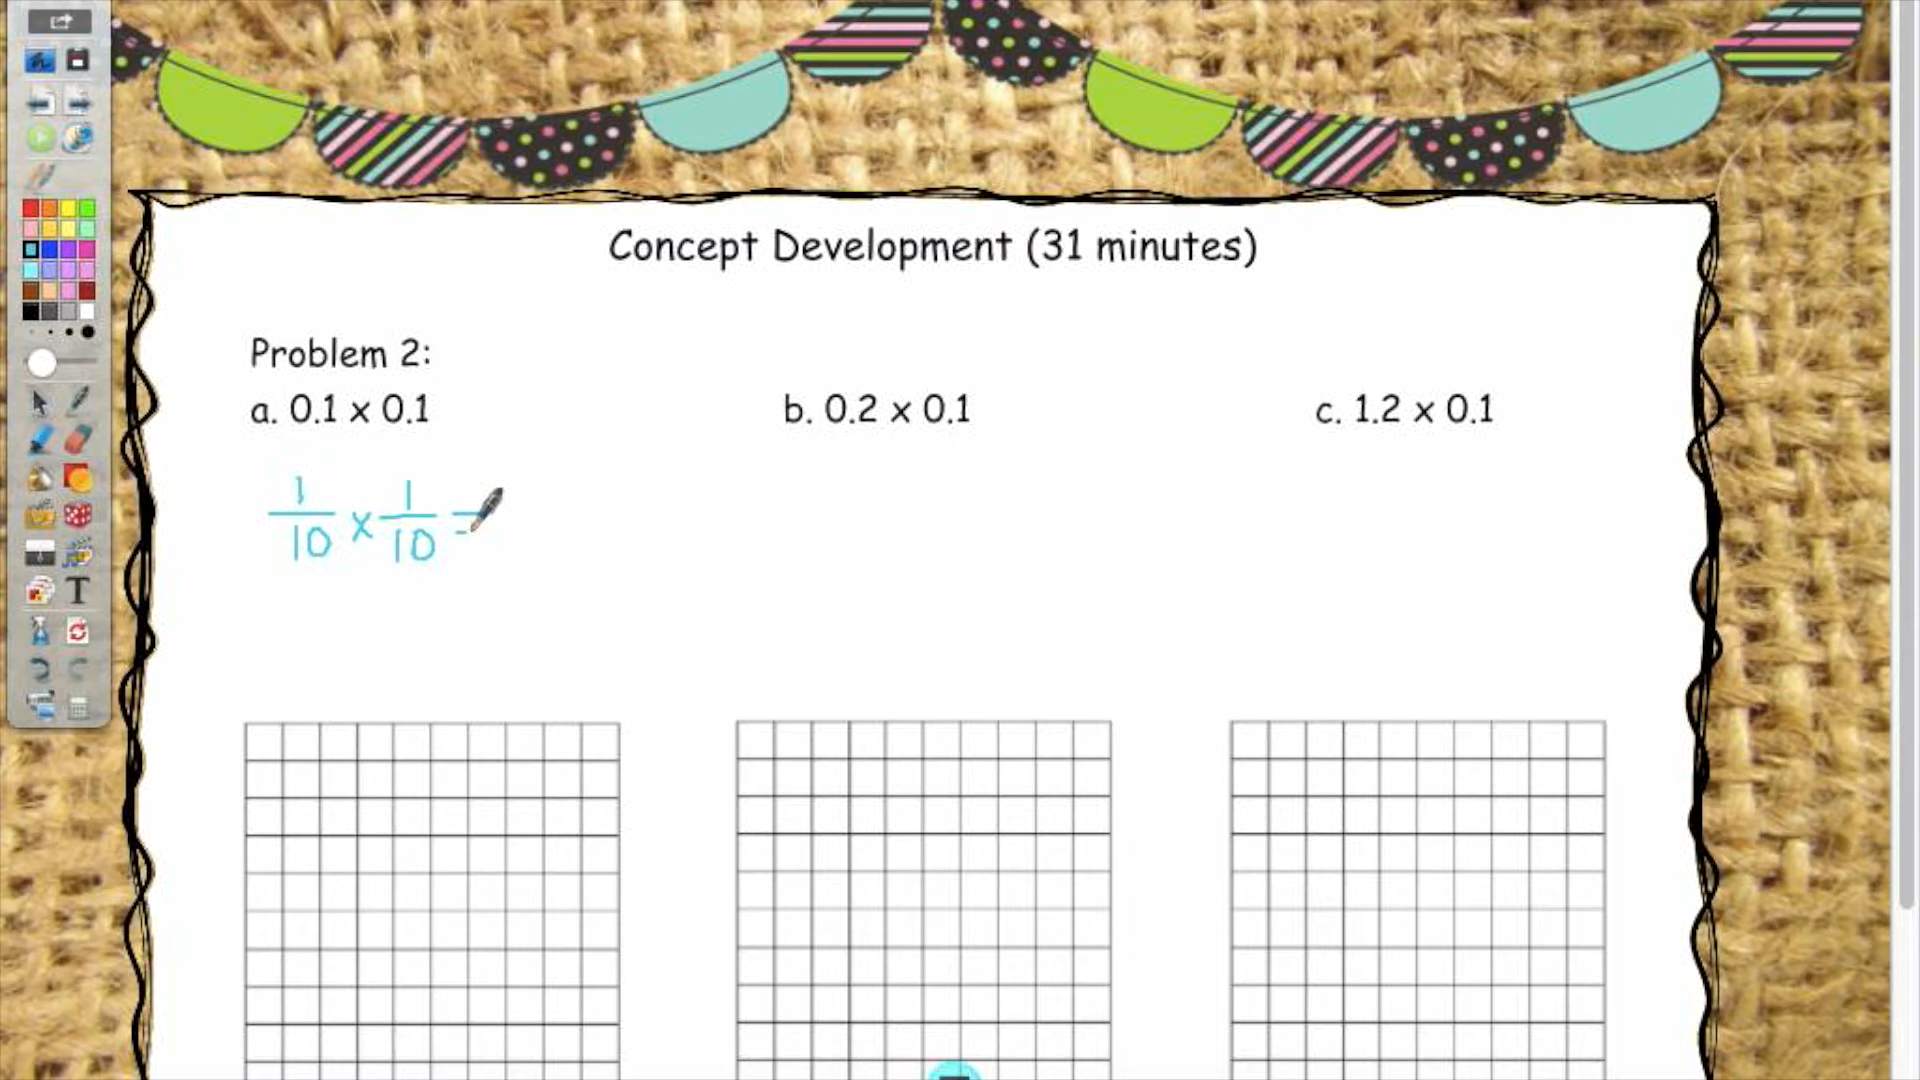 Concept Development (31 minutes)
Problem 2:
a. 0.1 x 0.1 b. 0.2 x 0.1 c. 1.2 x 0.1
1/10 x 1/10 =
T